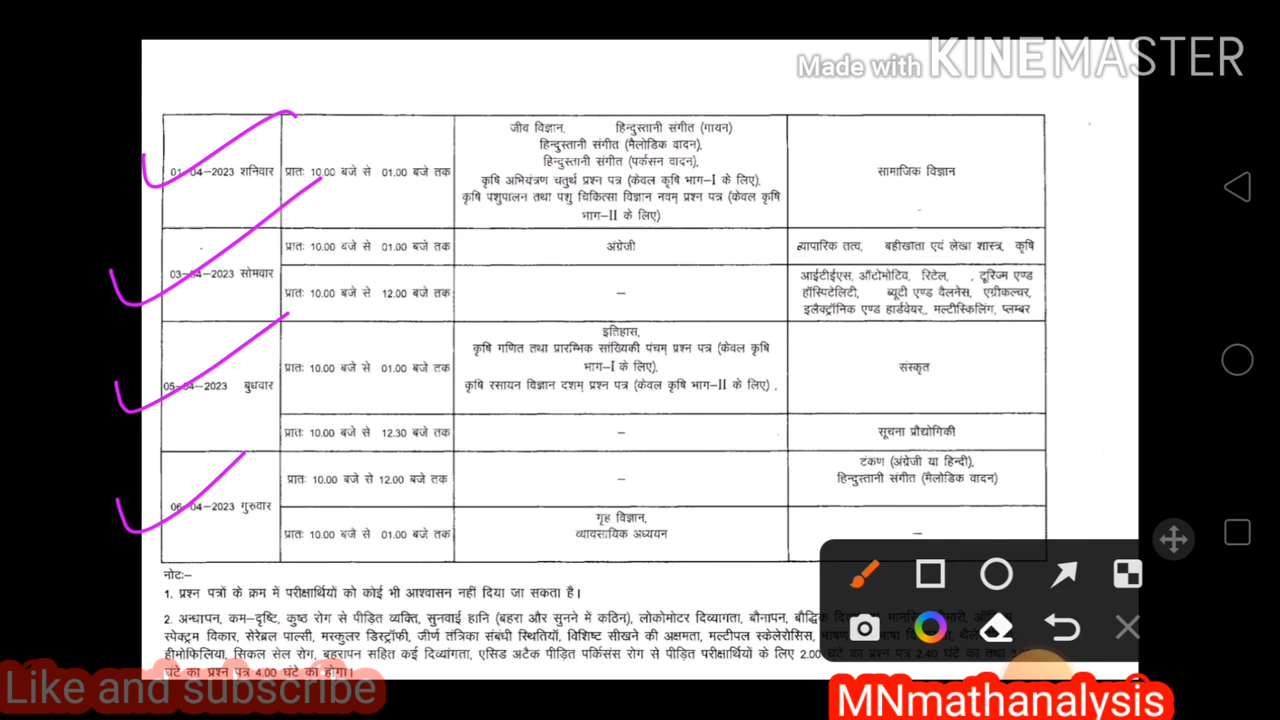 Made with KINEMASTER
01-04-2023 शनिवार
प्रातः 10.00 बजे से 01.00 बजे तक
जीव विज्ञान, हिन्दुस्तानी संगीत (गायन)
हिन्दुस्तानी संगीत (मैलोडिक वादन),
हिन्दुस्तानी संगीत (पर्कसन वादन),
कृषि अभियंत्रण चतुर्थ प्रश्न पत्र (केवल कृषि भाग-I के लिए),
कृषि पशुपालन तथा पशु चिकित्सा विज्ञान नवम् प्रश्न पत्र (केवल कृषि
भाग-II के लिए)
सामाजिक विज्ञान
03-04-2023 सोमवार
प्रातः 10.00 बजे से 01.00 बजे तक
अंग्रेजी
व्यापारिक तत्व, बहीखाता एवं लेखा शास्त्र, कृषि
प्रातः 10.00 बजे से 12.00 बजे तक
–
आईटीईएस, ऑटोमोटिव, रिटेल, टूरिज्म एण्ड
हॉस्पिटेलिटी, ब्यूटी एण्ड वैलनेस, एग्रीकल्चर,
इलैक्ट्रॉनिक एण्ड हार्डवेयर, मल्टीस्किलिंग, प्लम्बर
05-04-2023 बुधवार
प्रातः 10.00 बजे से 01.00 बजे तक
इतिहास,
कृषि गणित तथा प्रारम्भिक सांख्यिकी पंचम् प्रश्न पत्र (केवल कृषि
भाग-I के लिए),
कृषि रसायन विज्ञान दशम् प्रश्न पत्र (केवल कृषि भाग-II के लिए) ,
संस्कृत
प्रातः 10.00 बजे से 12.30 बजे तक
–
सूचना प्रौद्योगिकी
06-04-2023 गुरुवार
प्रातः 10.00 बजे से 12.00 बजे तक
–
टंकण (अंग्रेजी या हिन्दी),
हिन्दुस्तानी संगीत (मैलोडिक वादन)
प्रातः 10.00 बजे से 01.00 बजे तक
गृह विज्ञान,
व्यावसायिक अध्ययन
–
नोटः–
1. प्रश्न पत्रों के क्रम में परीक्षार्थियों को कोई भी आश्वासन नहीं दिया जा सकता है।
2. अन्धापन, कम-दृष्टि, कुष्ठ रोग से पीड़ित व्यक्ति, सुनवाई हानि (बहरा और सुनने में कठिन), लोकोमोटर दिव्यांगता, बौनापन, बौद्धिक
स्पेक्ट्रम विकार, सेरेब्रल पाल्सी, मस्कुलर डिस्ट्रॉफी, जीर्ण तंत्रिका संबंधी स्थितियों, विशिष्ट सीखने की अक्षमता, मल्टीपल स्केलेरोसिस,
हीमोफिलिया, सिकल सेल रोग, बहरापन सहित कई दिव्यांगता, एसिड अटैक पीड़ित पर्किसंस रोग से पीड़ित परीक्षार्थियों के लिए 2.00 घंटे का प्रश्न पत्र 2.40 घंटे का तथा
घंटे का प्रश्न पत्र 4.00 घंटे का होगा।
Like and subscribe
MNmathanalysis